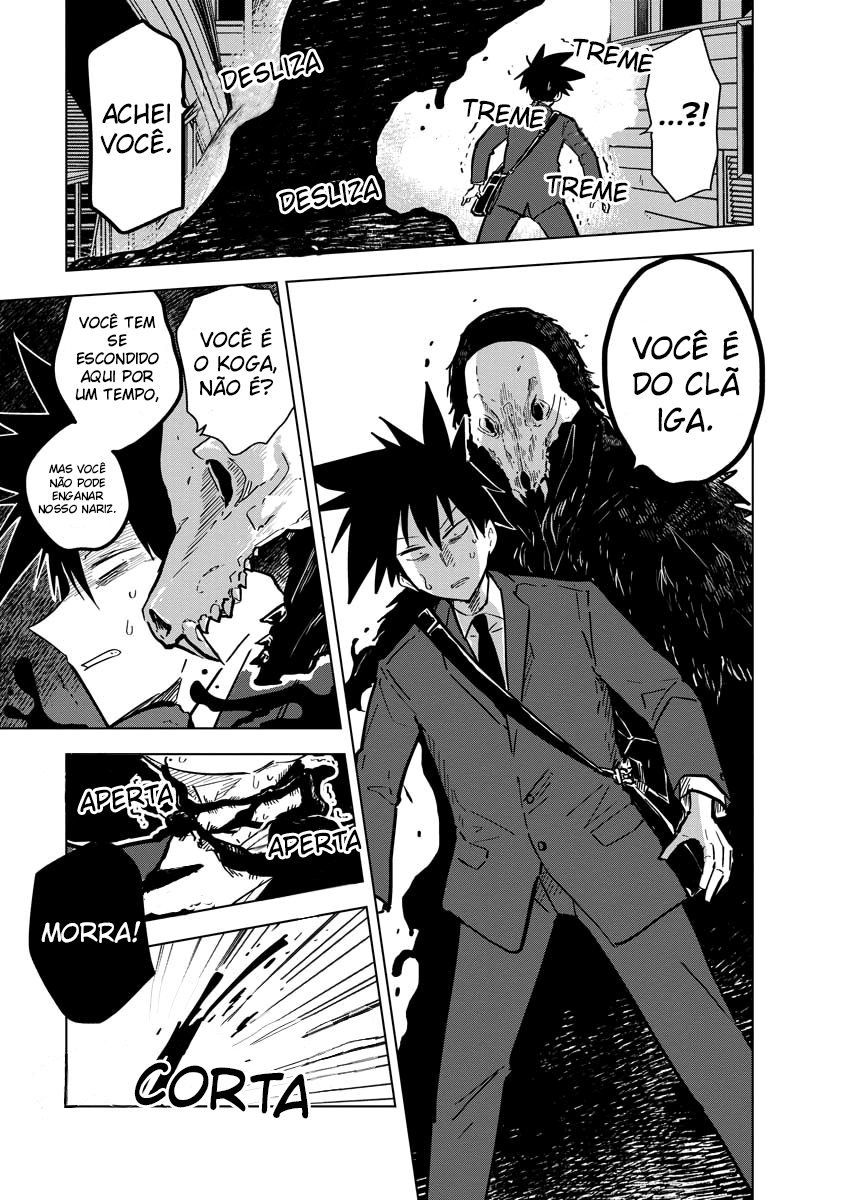 ...?!
TREME
TREME
TREME
DESLIZA
DESLIZA
ACHEI
VOCÊ.
VOCÊ É
DO CLÃ
IGA.
VOCÊ É
O KOGA,
NÃO É?
VOCÊ TEM
SE
ESCONDIDO
AQUI POR
UM TEMPO,
MAS VOCÊ
NÃO PODE
ENGANAR
NOSSO NARIZ.
APERTA
APERTA
MORRA!
CORTA